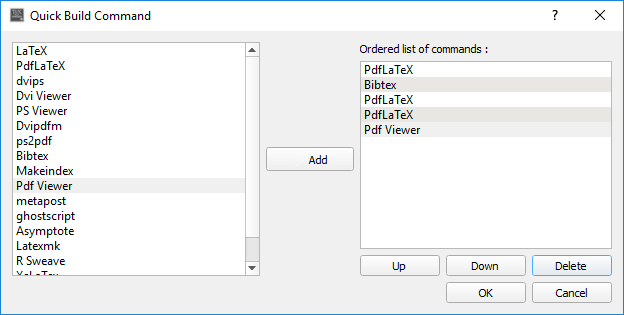 Quick Build Command
?
LaTeX
PdfLaTeX
dvips
Dvi Viewer
PS Viewer
Dvipdfm
ps2pdf
Bibtex
Makeindex
Pdf Viewer
metapost
ghostscript
Asymptote
Latexmk
R Sweave
XeLaTex
Add
Ordered list of commands :
PdfLaTeX
Bibtex
PdfLaTeX
PdfLaTeX
Pdf Viewer
Up
Down
Delete
OK
Cancel